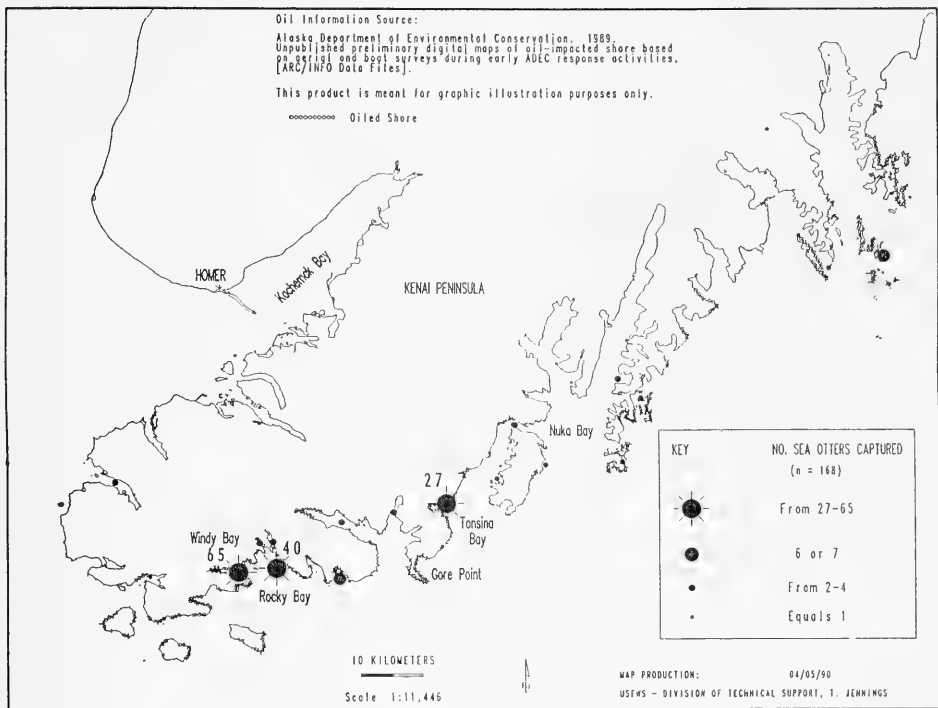 Oil Information Source:
Alaska Department of Environmental Conservation. 1989.
Unpublished preliminary digital maps of oil-impacted shore based
on aerial and boat surveys during early ADEC response activities.
[ARC/INFO Data Files].
This product is meant for graphic illustration purposes only.
Oiled Shore
HOMER
Kachemak Bay
KENAI PENINSULA
Nuka Bay
27
Tonsina
Bay
Windy Bay
65
40
Rocky Bay
Gore Point
KEY NO. SEA OTTERS CAPTURED
(n = 168)
From 27-65
6 or 7
From 2-4
Equals 1
10 KILOMETERS
Scale 1:11,446
MAP PRODUCTION: 04/05/90
USFWS - DIVISION OF TECHNICAL SUPPORT, T. JENNINGS